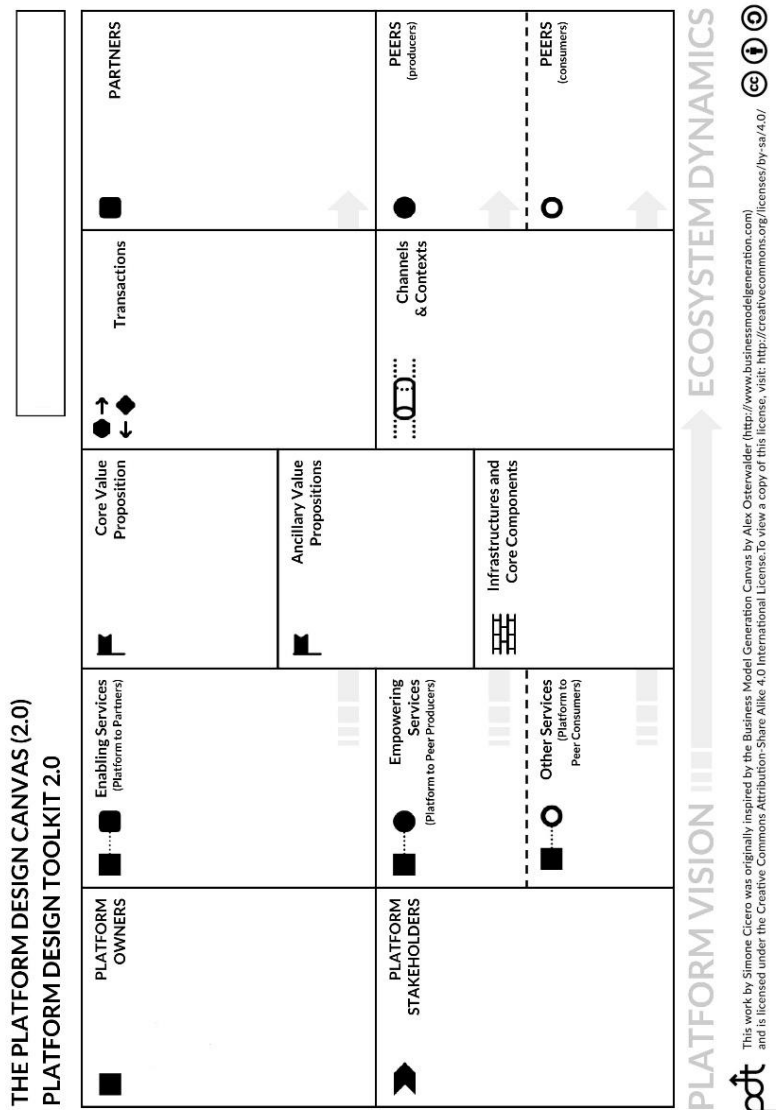 THE PLATFORM DESIGN CANVAS (2.0)
PLATFORM DESIGN TOOLKIT 2.0
PLATFORM
OWNERS
PLATFORM
STAKEHOLDERS
Enabling Services
(Platform to Partners)
Empowering
Services
(Platform to Peer Producers)
Other Services
(Platform to
Peer Consumers)
Core Value
Proposition
Ancillary Value
Propositions
Infrastructures and
Core Components
Transactions
Channels
& Contexts
PARTNERS
PEERS
(producers)
PEERS
(consumers)
PLATFORM VISION
ECOSYSTEM DYNAMICS
pdt
This work by Simone Cicero was originally inspired by the Business Model Generation Canvas by Alex Osterwalder (http://www.businessmodelgeneration.com)
and is licensed under the Creative Commons Attribution-Share Alike 4.0 International License.To view a copy of this license, visit: http://creativecommons.org/licenses/by-sa/4.0/
cc